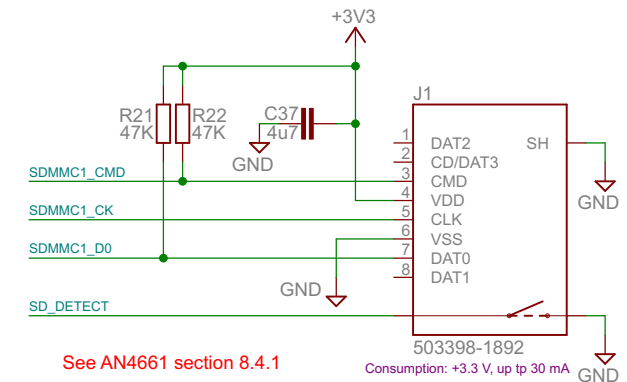 +3V3
J1
R21
47K
R22
47K
C37
4u7
GND
1 DAT2
2 CD/DAT3
3 CMD
4 VDD
5 CLK
6 VSS
7 DAT0
8 DAT1
SH
GND
SDMMC1_CMD
SDMMC1_CK
SDMMC1_D0
GND
SD_DETECT
503398-1892
See AN4661 section 8.4.1
Consumption: +3.3 V, up tp 30 mA
GND